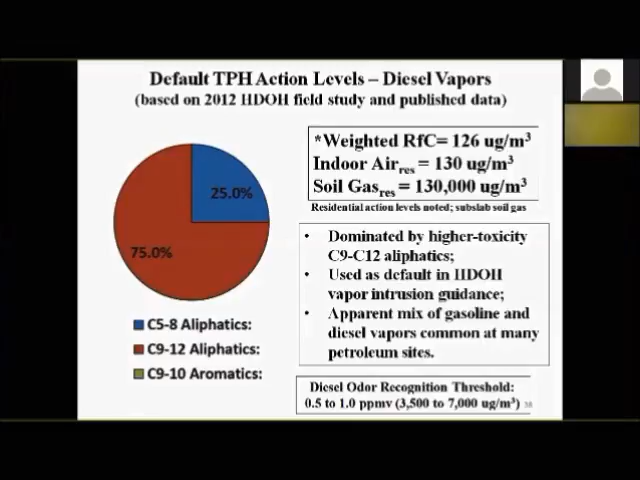 Default TPH Action Levels – Diesel Vapors
(based on 2012 HDOH field study and published data)
25.0%
75.0%
C5-8 Aliphatics:
C9-12 Aliphatics:
C9-10 Aromatics:
*Weighted RfC= 126 ug/m³
Indoor Air res = 130 ug/m³
Soil Gas res = 130,000 ug/m³
Residential action levels noted; subslab soil gas
• Dominated by higher-toxicity
C9-C12 aliphatics;
• Used as default in HDOH
vapor intrusion guidance;
• Apparent mix of gasoline and
diesel vapors common at many
petroleum sites.
Diesel Odor Recognition Threshold:
0.5 to 1.0 ppmv (3,500 to 7,000 ug/m³)